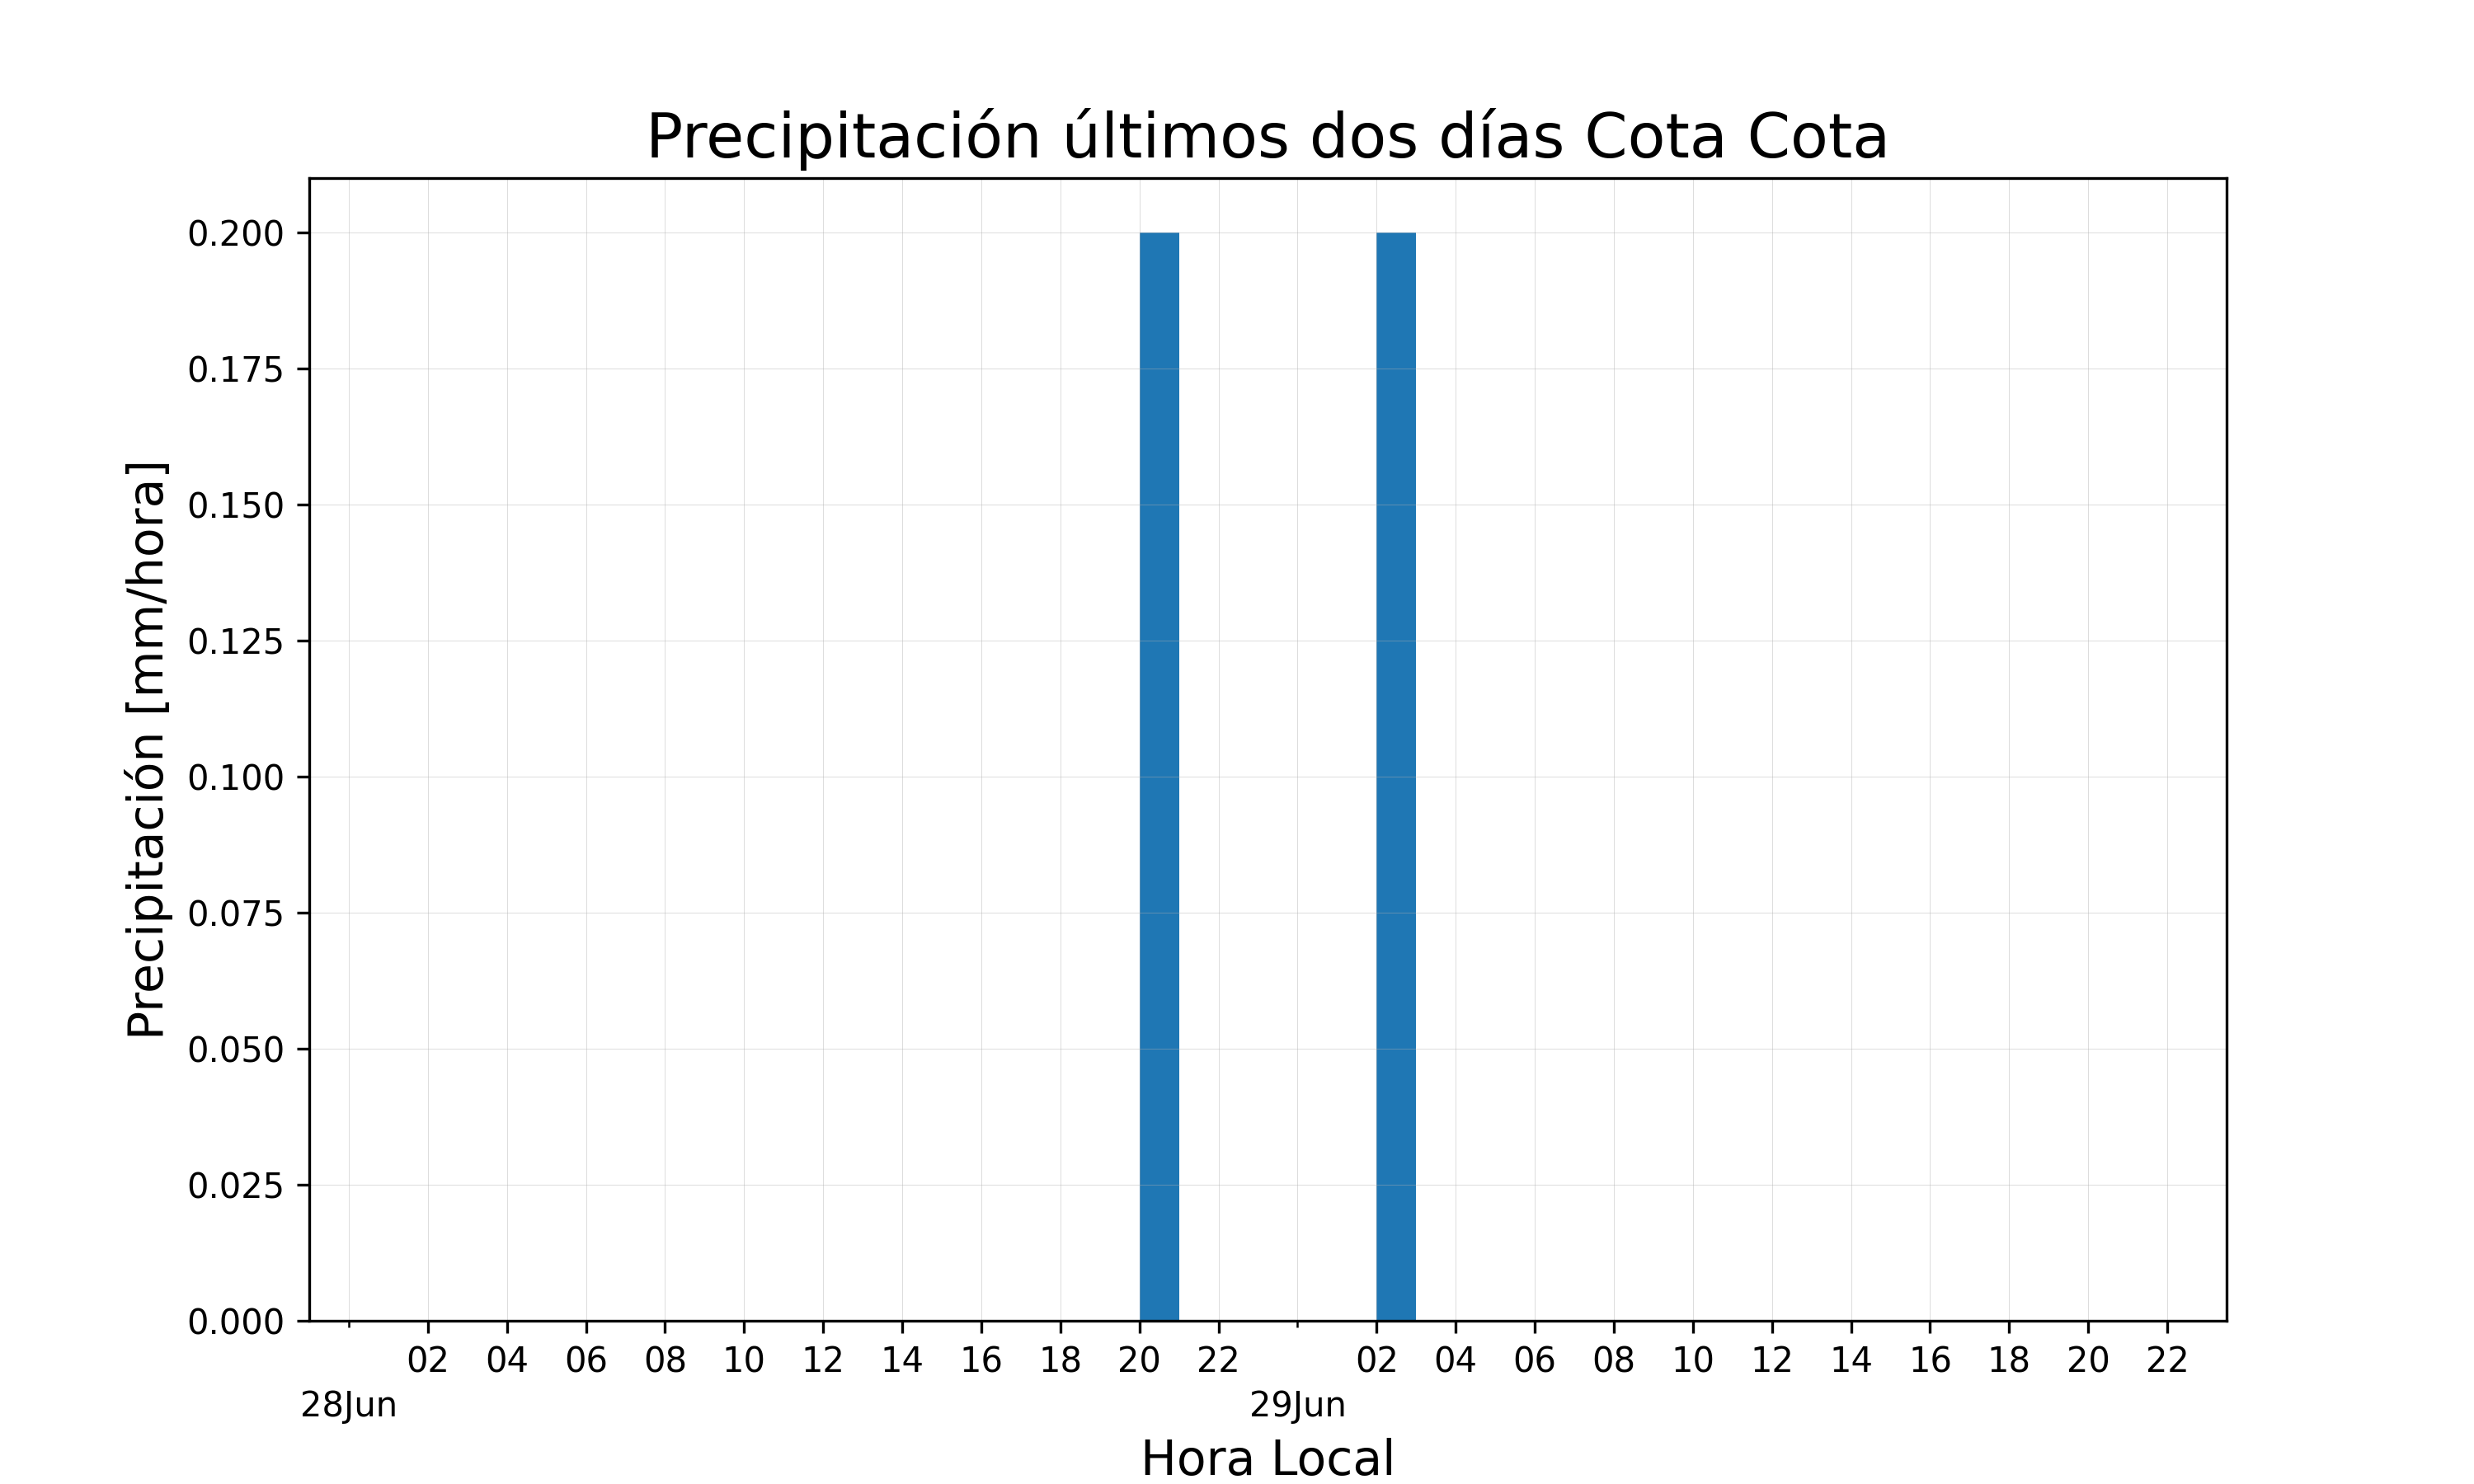 Precipitación últimos dos días Cota Cota
Precipitación [mm/hora]
0.200
0.175
0.150
0.125
0.100
0.075
0.050
0.025
0.000
02 04 06 08 10 12 14 16 18 20 22 02 04 06 08 10 12 14 16 18 20 22
28Jun 29Jun
Hora Local